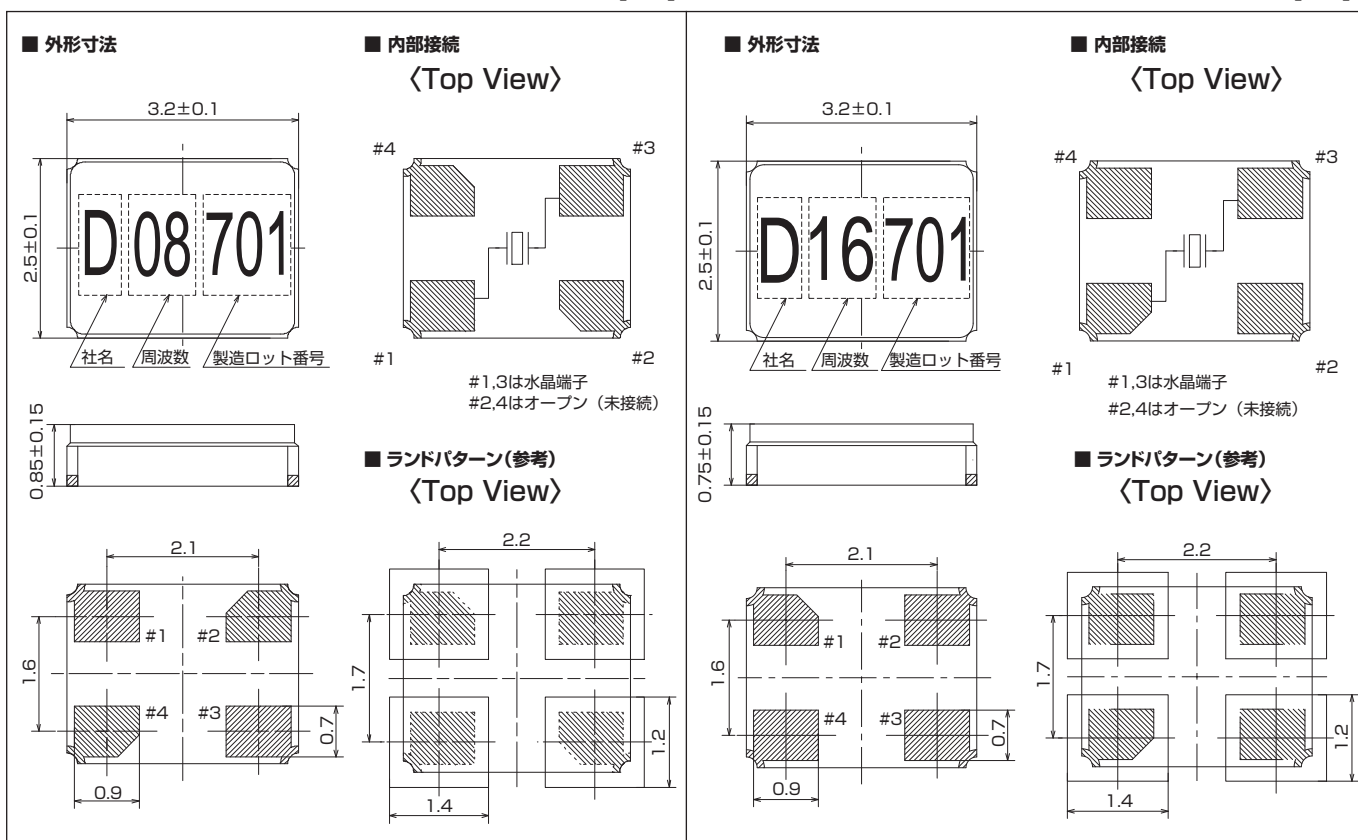 ■ 外形寸法
■ 内部接続
〈Top View〉
3.2±0.1
2.5±0.1
D 08 701
社名
周波数
製造ロット番号
#4
#3
#1
#2
#1,3は水晶端子
#2,4はオープン（未接続）
0.85±0.15
■ ランドパターン（参考）
〈Top View〉
2.1
1.6
#1
#2
#4
#3
0.7
0.9
2.2
1.7
1.2
1.4
■ 外形寸法
■ 内部接続
〈Top View〉
3.2±0.1
2.5±0.1
D 16 701
社名
周波数
製造ロット番号
#4
#3
#1
#2
#1,3は水晶端子
#2,4はオープン（未接続）
0.75±0.15
■ ランドパターン（参考）
〈Top View〉
2.1
1.6
#1
#2
#4
#3
0.7
0.9
2.2
1.7
1.2
1.4